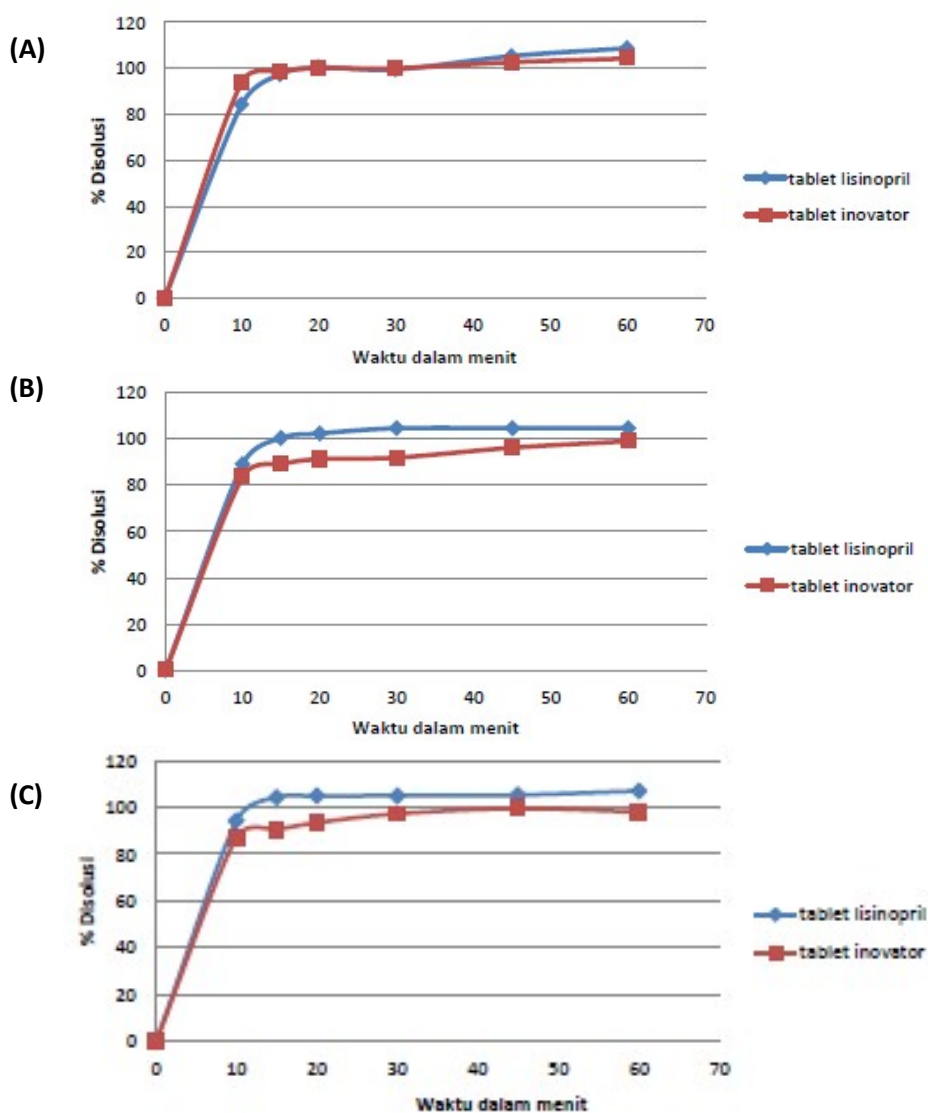 (A)
120
100
80
60
40
20
0
% Disolusi
0 10 20 30 40 50 60 70
Waktu dalam menit
tablet lisinopril
tablet inovator
(B)
120
100
80
60
40
20
0
% Disolusi
0 10 20 30 40 50 60 70
Waktu dalam menit
tablet lisinopril
tablet inovator
(C)
120
100
80
60
40
20
0
% Disolusi
0 10 20 30 40 50 60 70
Waktu dalam menit
tablet lisinopril
tablet inovator